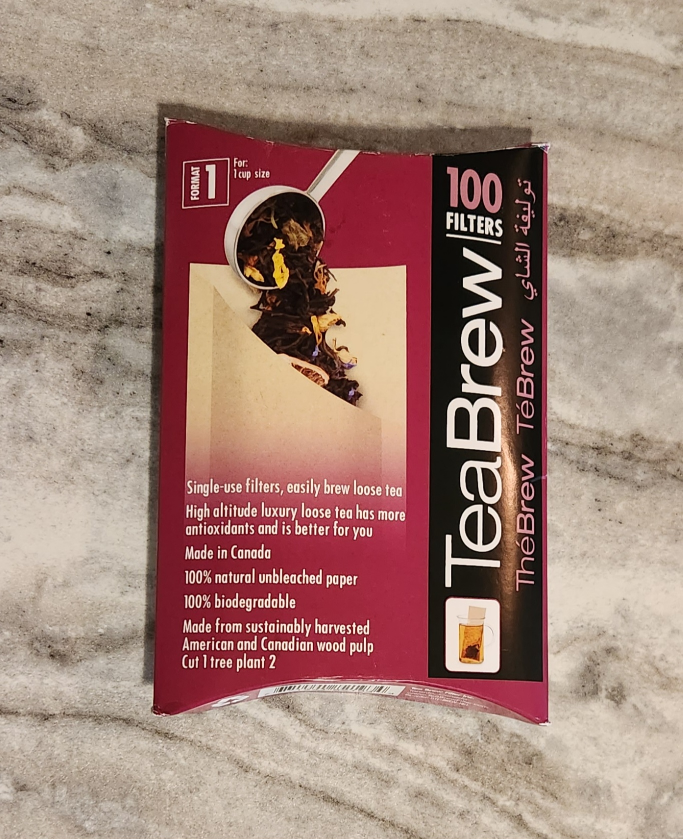 FORMAT 1
For:
1 cup size
100
FILTERS
TeaBrew
ThéBrew TéBrew توليفة الشاي
Single-use filters, easily brew loose tea
High altitude luxury loose tea has more
antioxidants and is better for you
Made in Canada
100% natural unbleached paper
100% biodegradable
Made from sustainably harvested
American and Canadian wood pulp
Cut 1 tree plant 2